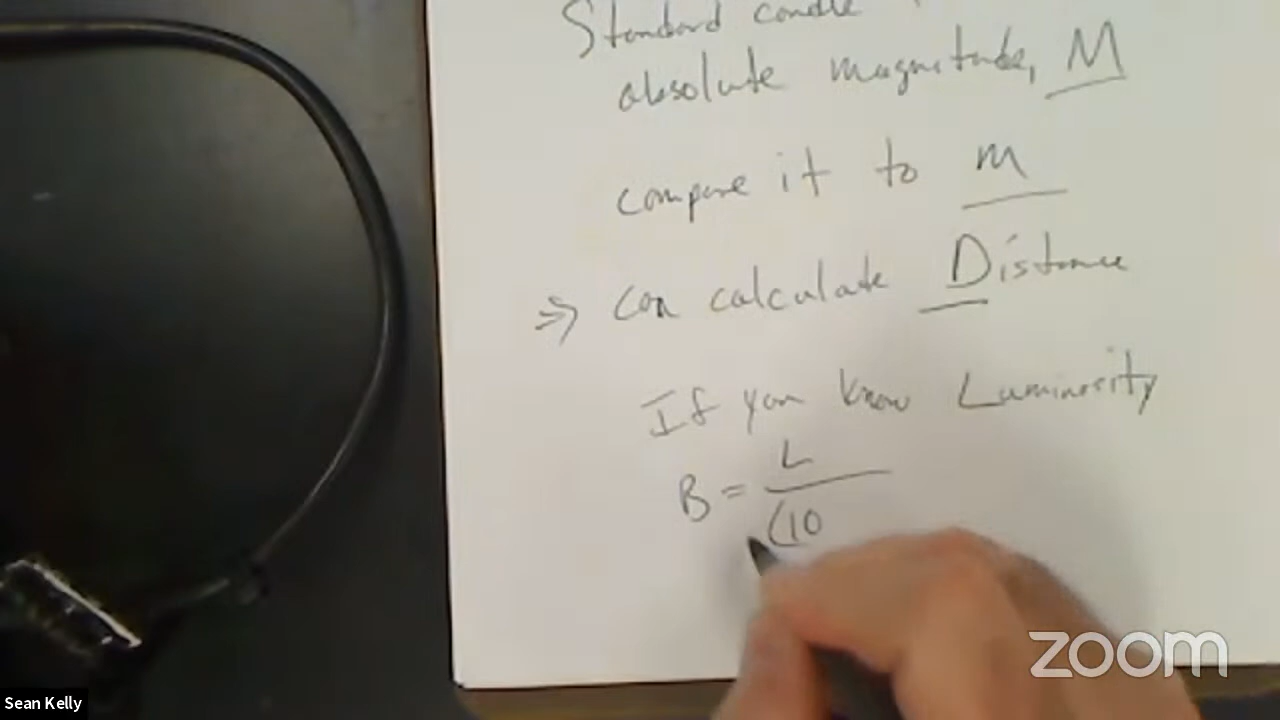 Standard candle
absolute magnitude, M
compare it to m
⇒ can calculate Distance
If you know Luminosity
B = L
(10
zoom
Sean Kelly